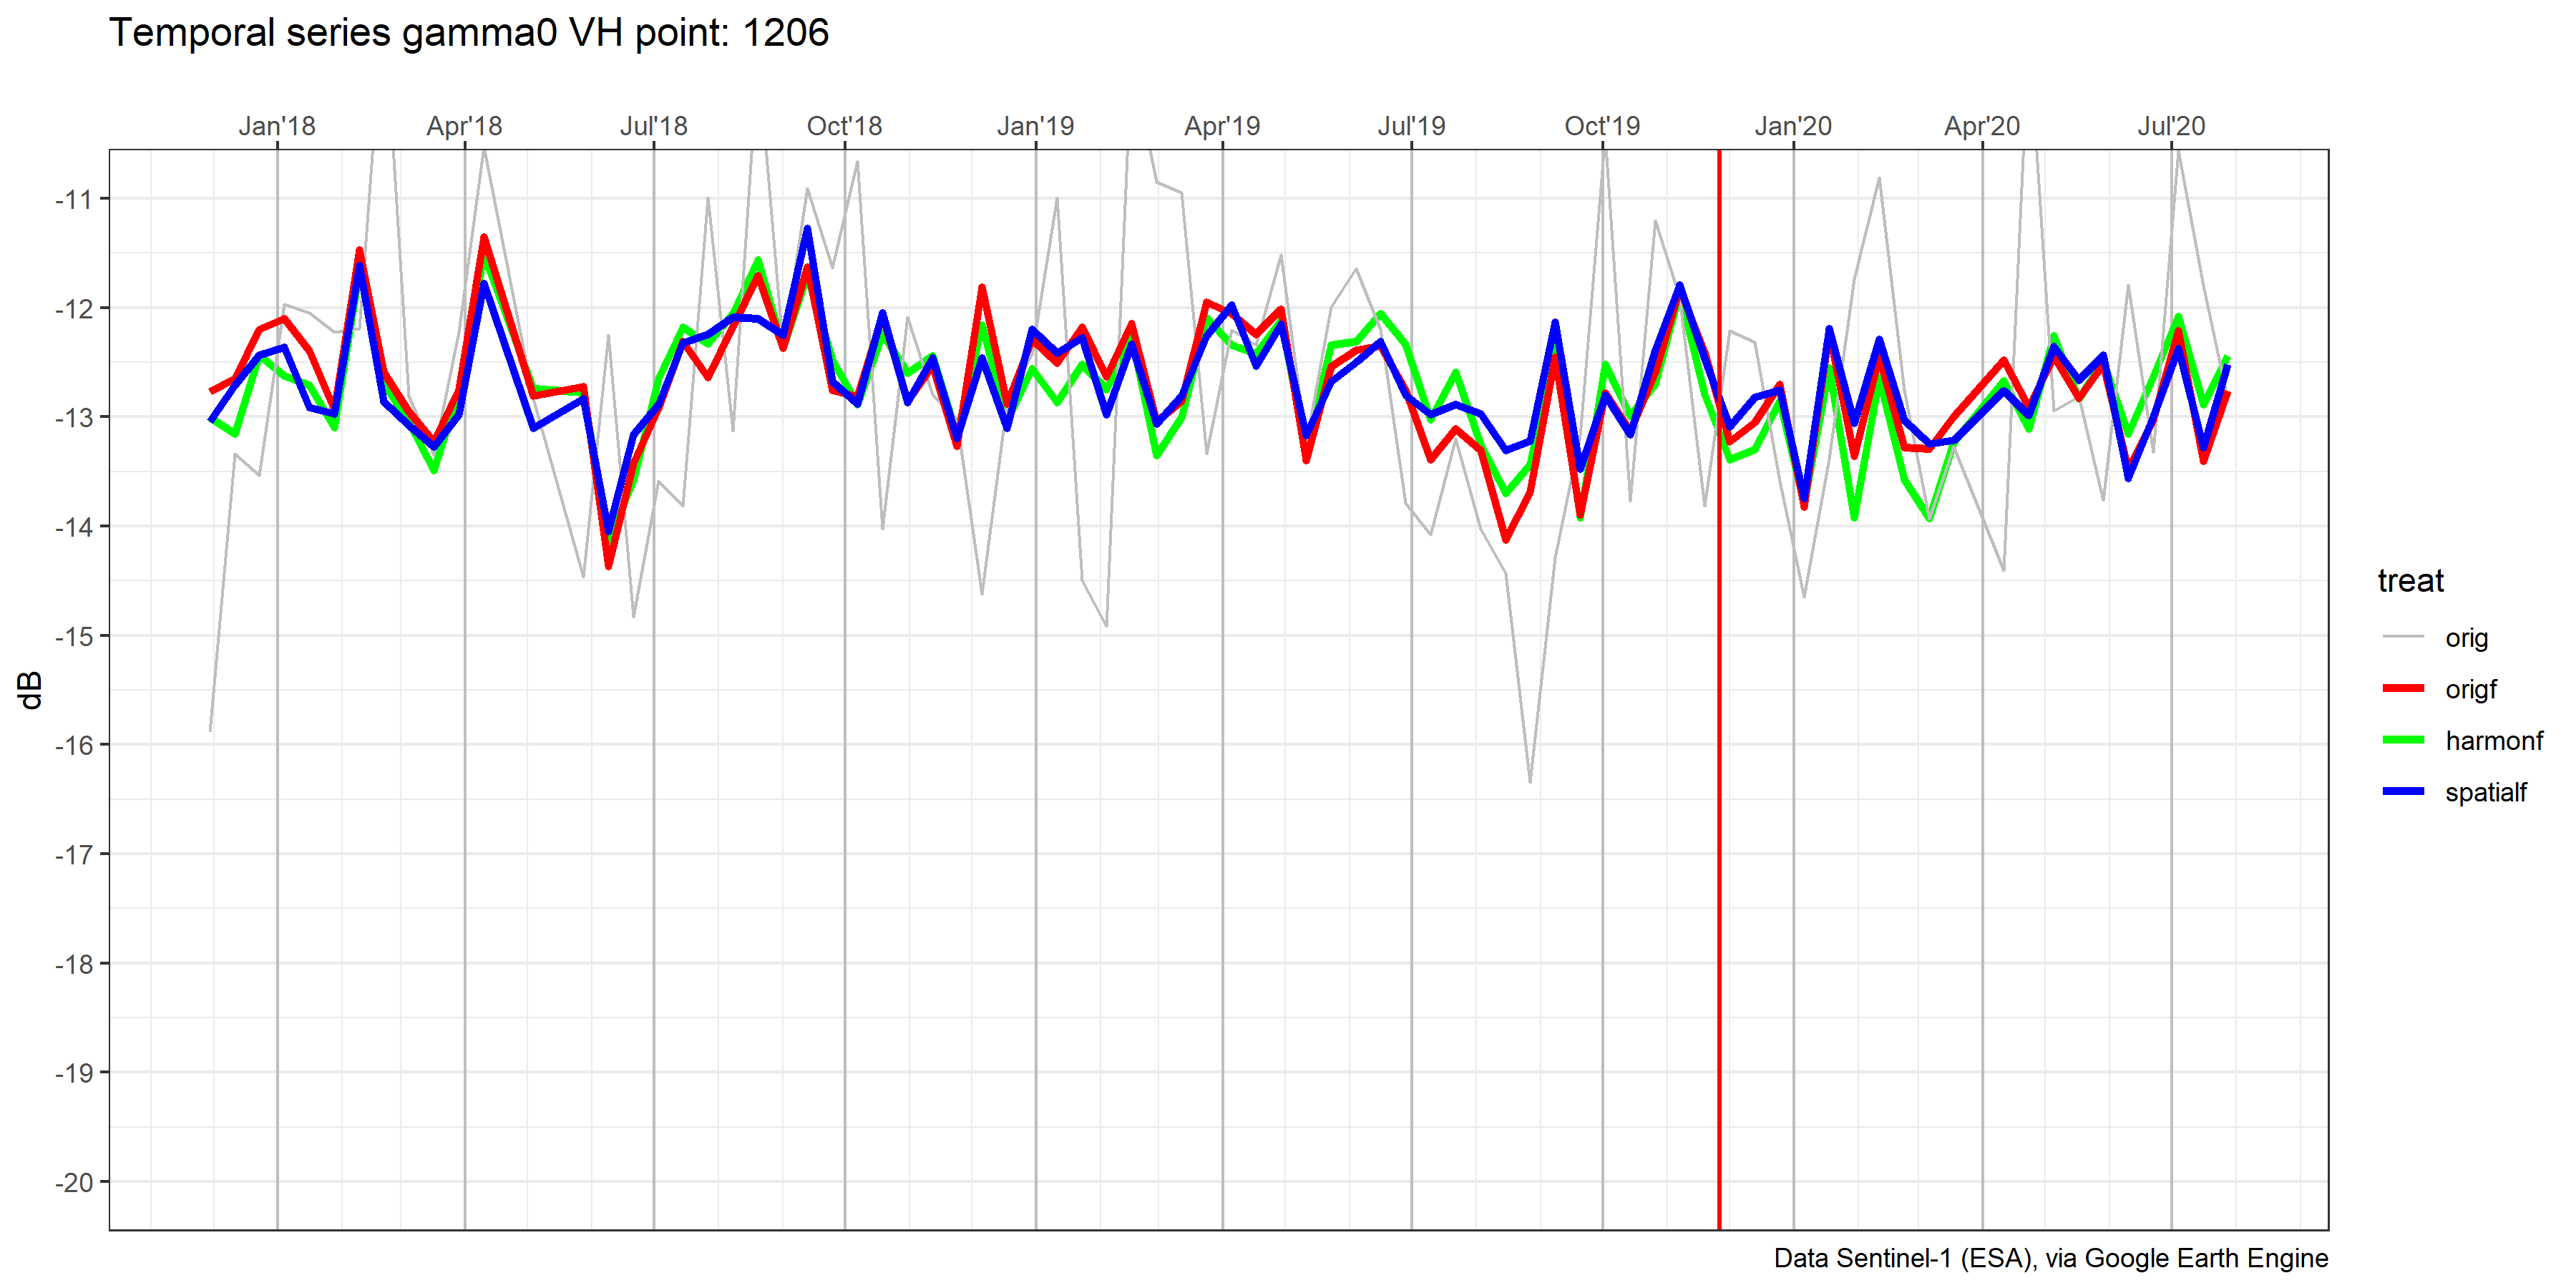 Temporal series gamma0 VH point: 1206
Jan'18 Apr'18 Jul'18 Oct'18 Jan'19 Apr'19 Jul'19 Oct'19 Jan'20 Apr'20 Jul'20
-11
-12
-13
-14
-15
-16
-17
-18
-19
-20
dB
treat
orig
origf
harmonf
spatialf
Data Sentinel-1 (ESA), via Google Earth Engine